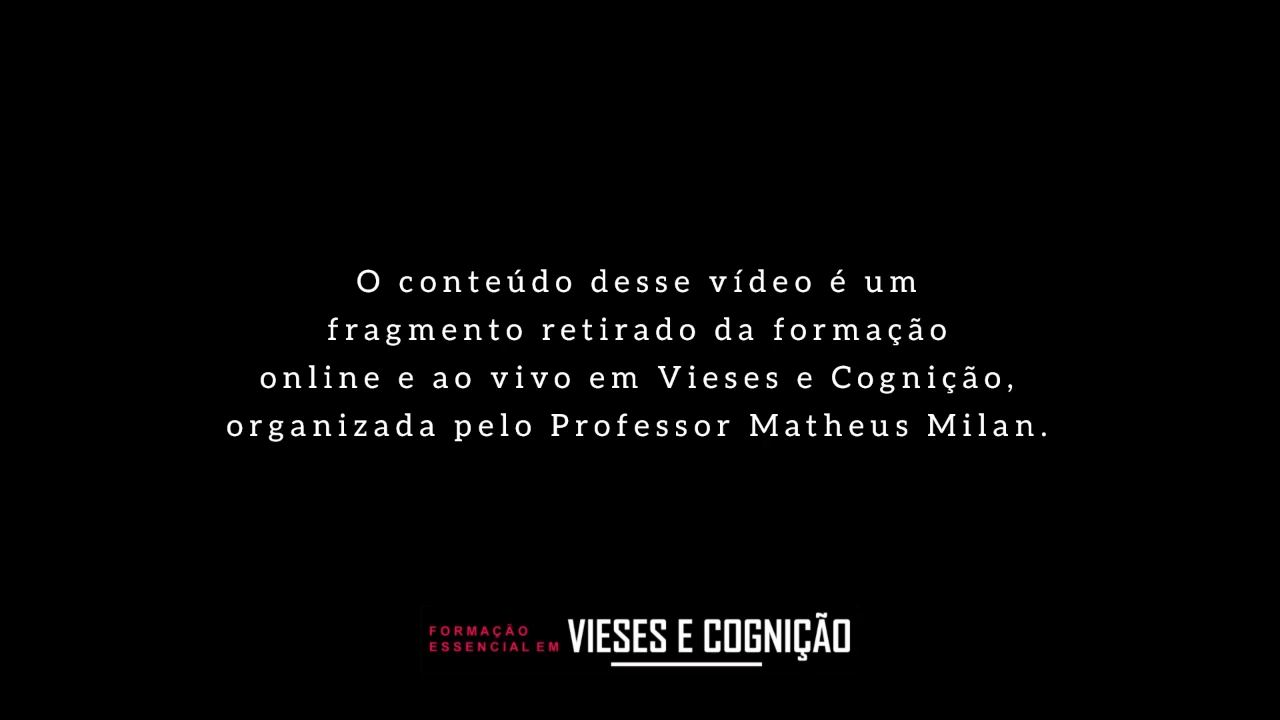 O conteúdo desse vídeo é um
fragmento retirado da formação
online e ao vivo em Vieses e Cognição,
organizada pelo Professor Matheus Milan.
FORMAÇÃO
ESSENCIAL EM
VIESES E COGNIÇÃO